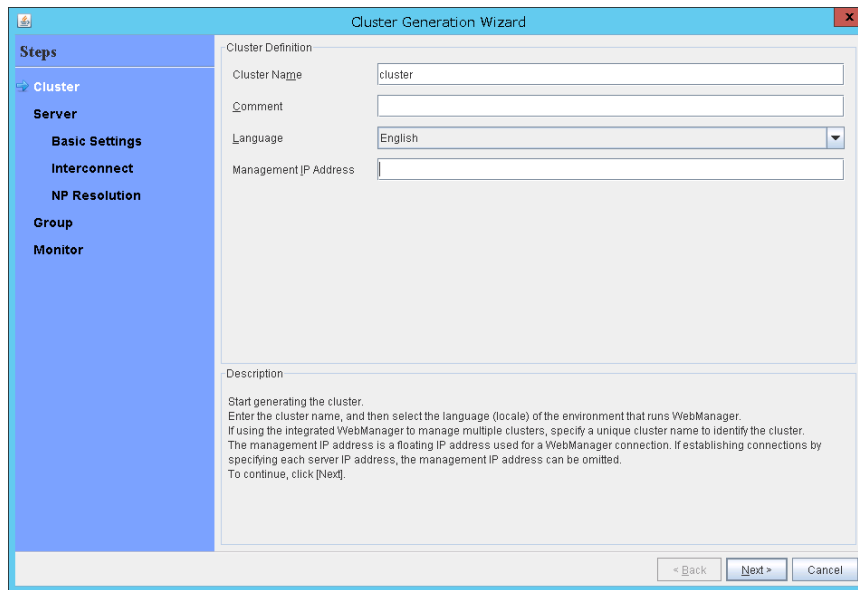 Cluster Generation Wizard
x
Steps
Cluster
Server
Basic Settings
Interconnect
NP Resolution
Group
Monitor
Cluster Definition
Cluster Name
cluster
Comment
Language
English
Management IP Address
Description
Start generating the cluster.
Enter the cluster name, and then select the language (locale) of the environment that runs WebManager.
If using the integrated WebManager to manage multiple clusters, specify a unique cluster name to identify the cluster.
The management IP address is a floating IP address used for a WebManager connection. If establishing connections by
specifying each server IP address, the management IP address can be omitted.
To continue, click [Next].
< Back
Next >
Cancel